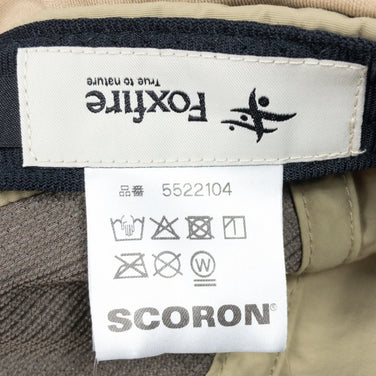 Foxfire
True to nature
品番 5522104
W
SCORON®